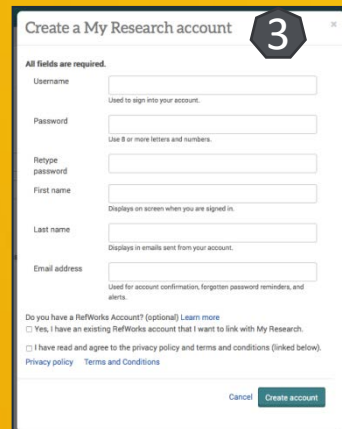 Create a My Research account
3
×
All fields are required.
Username
Used to sign into your account.
Password
Use 8 or more letters and numbers.
Retype
password
First name
Displays on screen when you are signed in.
Last name
Displays in emails sent from your account.
Email address
Used for account confirmation, forgotten password reminders, and
alerts.
Do you have a RefWorks Account? (optional) Learn more
Yes, I have an existing RefWorks account that I want to link with My Research.
I have read and agree to the privacy policy and terms and conditions (linked below).
Privacy policy Terms and Conditions
Cancel Create account